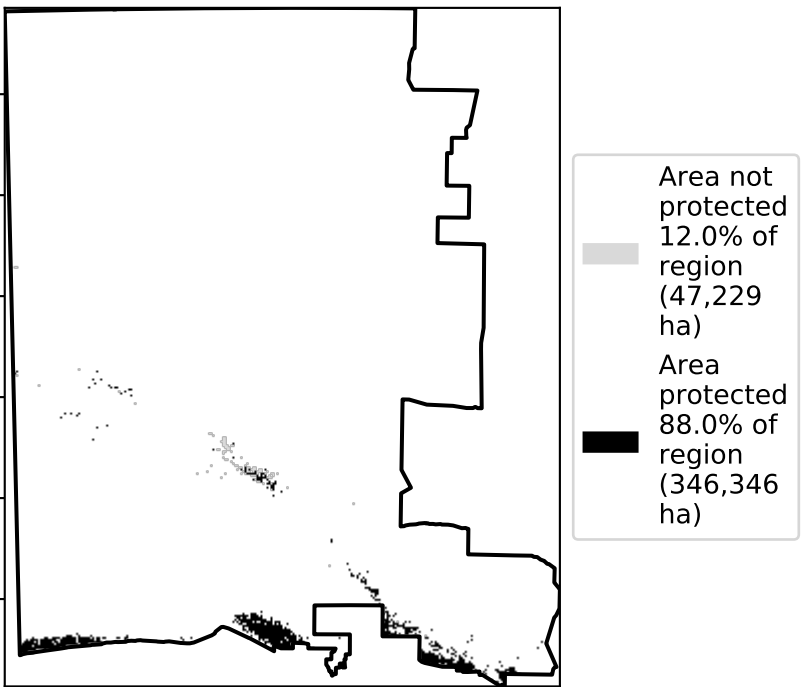 Area not
protected
12.0% of
region
(47,229
ha)
Area
protected
88.0% of
region
(346,346
ha)